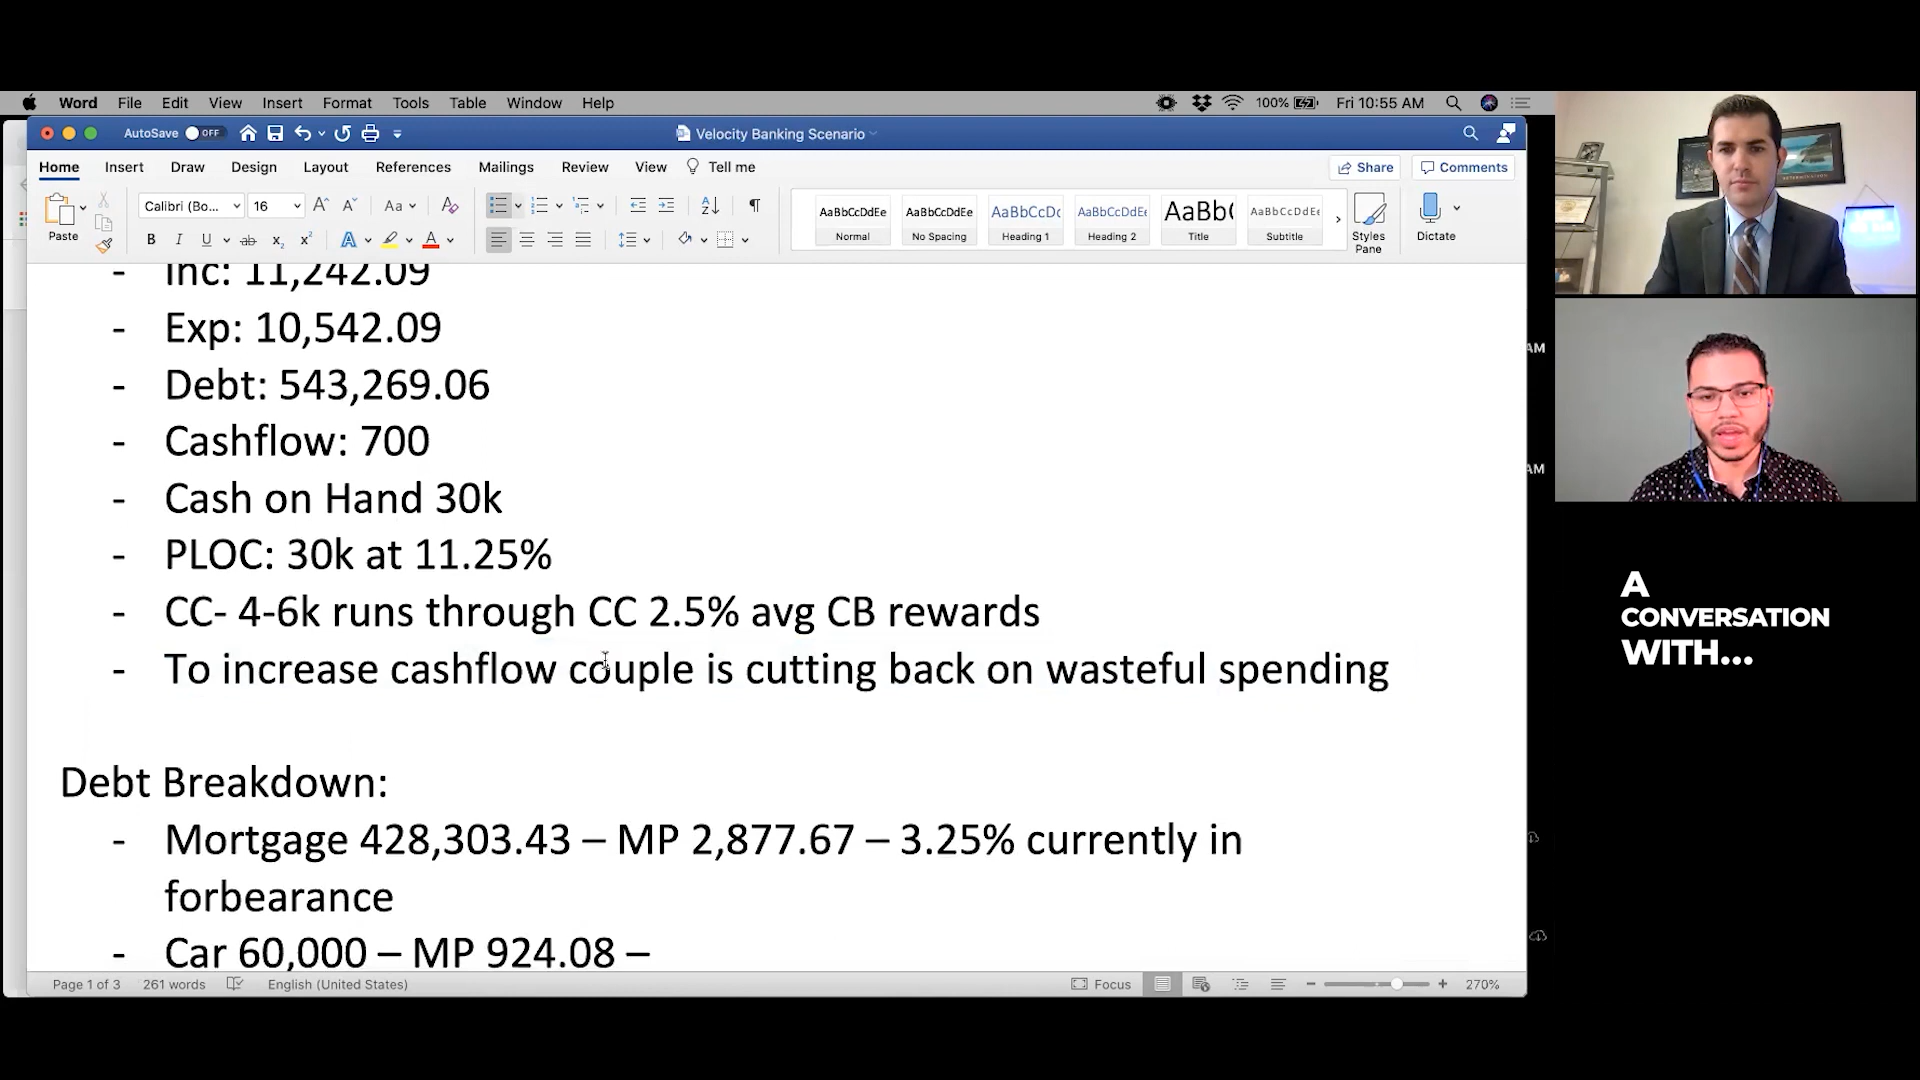 Word File Edit View Insert Format Tools Table Window Help 100% Fri 10:55 AM
AutoSave OFF Velocity Banking Scenario
Home Insert Draw Design Layout References Mailings Review View Tell me Share Comments
Paste Calibri (Bo... 16 Aa AaBbCcDdEe AaBbCcDdEe AaBbCcDc AaBbCcDdEe AaBb( AaBbCcDdEe Styles Pane Dictate
Normal No Spacing Heading 1 Heading 2 Title Subtitle
- Inc: 11,242.09
- Exp: 10,542.09
- Debt: 543,269.06
- Cashflow: 700
- Cash on Hand 30k
- PLOC: 30k at 11.25%
- CC- 4-6k runs through CC 2.5% avg CB rewards
- To increase cashflow couple is cutting back on wasteful spending
Debt Breakdown:
- Mortgage 428,303.43 – MP 2,877.67 – 3.25% currently in
forbearance
- Car 60,000 – MP 924.08 –
Page 1 of 3 261 words English (United States) Focus 270%
AM
AM
A
CONVERSATION
WITH...